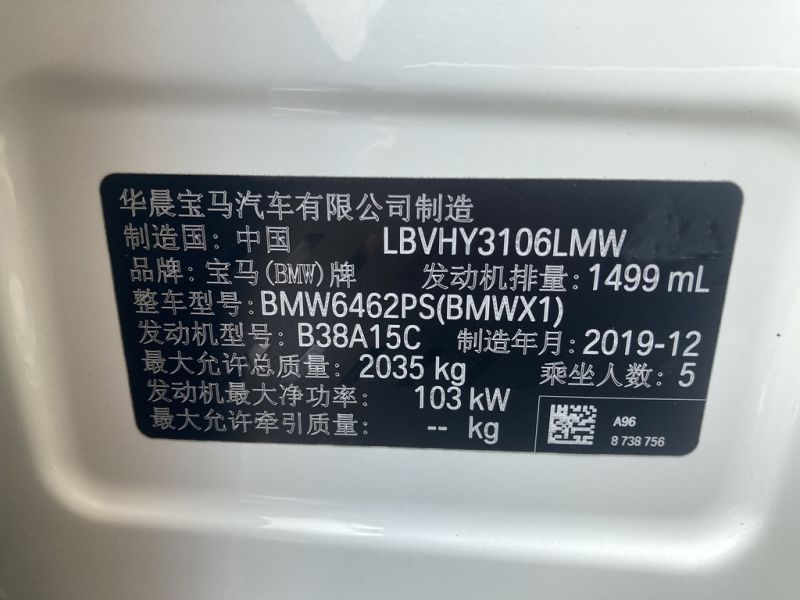 华晨宝马汽车有限公司制造
制造国: 中国 LBVHY3106LMW
品牌: 宝马(BMW)牌 发动机排量: 1499 mL
整车型号: BMW6462PS(BMWX1)
发动机型号: B38A15C 制造年月: 2019-12
最大允许总质量: 2035 kg 乘坐人数: 5
发动机最大净功率: 103 kW
最大允许牵引质量: -- kg
A96
8 738 756